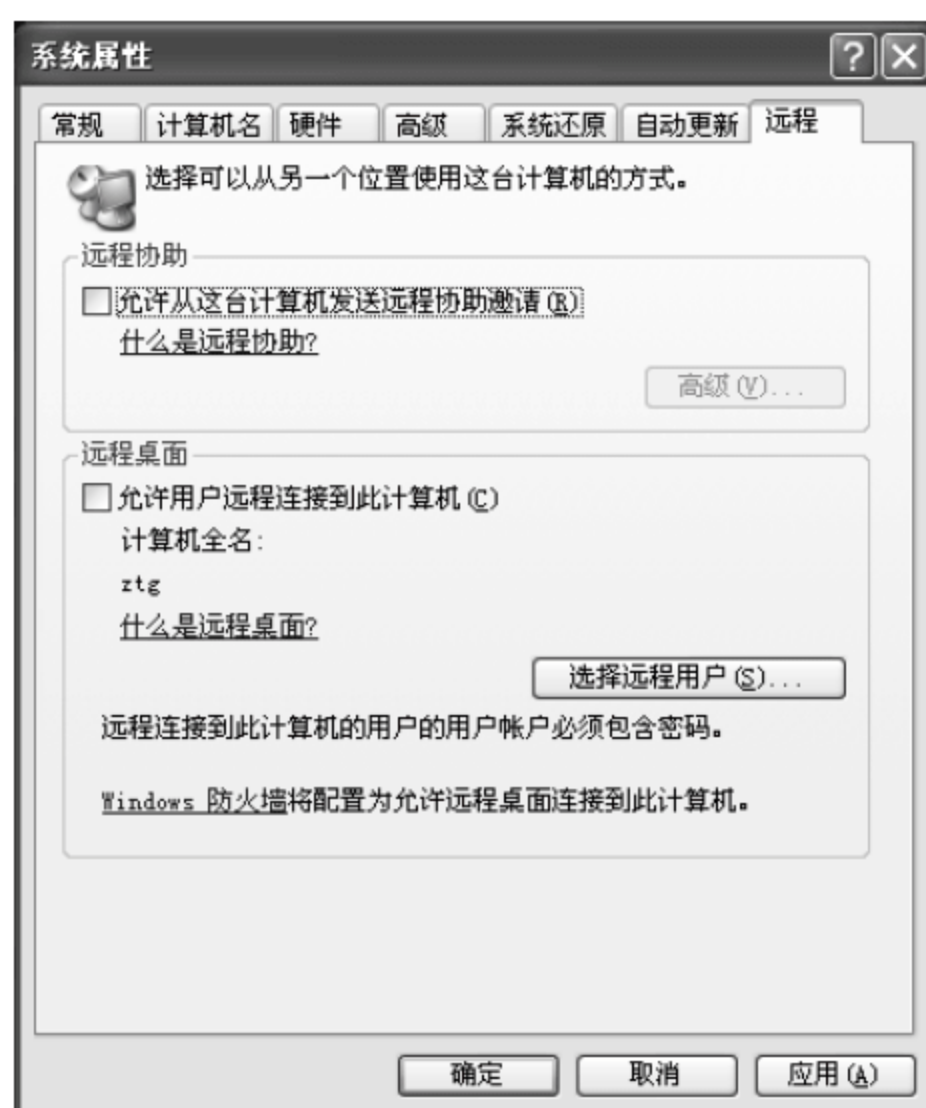 系统属性
常规 计算机名 硬件 高级 系统还原 自动更新 远程
选择可以从另一个位置使用这台计算机的方式。
远程协助
允许从这台计算机发送远程协助邀请(R)
什么是远程协助?
高级(V)...
远程桌面
允许用户远程连接到此计算机(C)
计算机全名:
ztg
什么是远程桌面?
选择远程用户(S)...
远程连接到此计算机的用户的用户帐户必须包含密码。
Windows 防火墙将配置为允许远程桌面连接到此计算机。
确定 取消 应用(A)